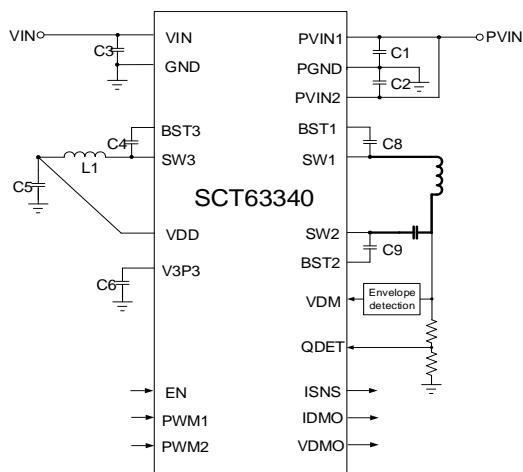 VIN
VIN
C3
GND
BST3
C4
SW3
L1
C5
VDD
V3P3
C6
EN
PWM1
PWM2
SCT63340
PVIN1
PVIN
C1
PGND
C2
PVIN2
BST1
C8
SW1
SW2
C9
BST2
VDM
Envelope
detection
QDET
ISNS
IDMO
VDMO